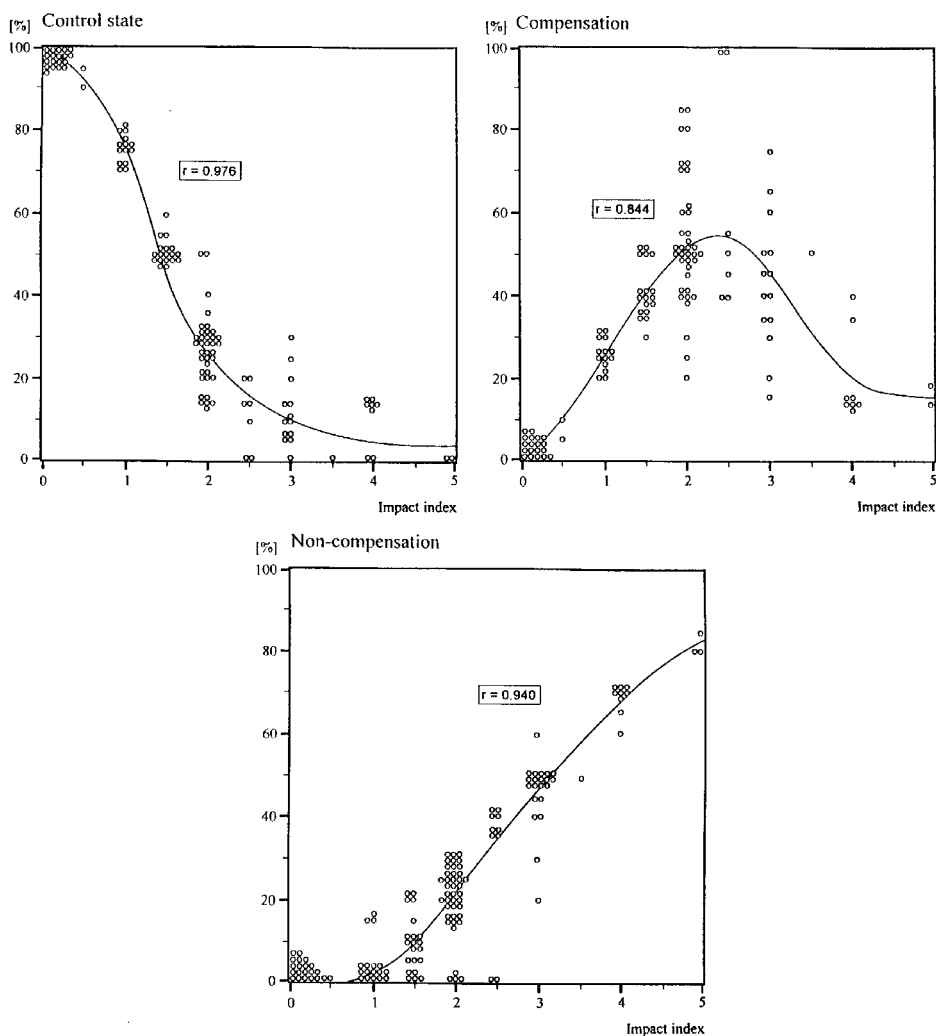 [%] Control state
100
80
60
40
20
0
r = 0.976
0 1 2 3 4 5
Impact index
[%] Compensation
100
80
60
40
20
0
r = 0.844
0 1 2 3 4 5
Impact index
[%] Non-compensation
100
80
60
40
20
0
r = 0.940
0 1 2 3 4 5
Impact index